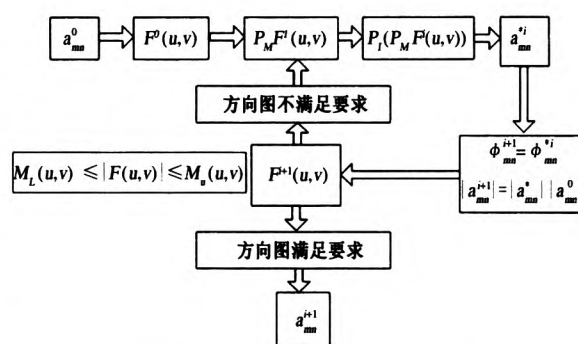 a⁰ₘₙ
F⁰(u,v)
P_M Fⁱ(u,v)
P_I(P_M Fⁱ(u,v))
a*ⁱₘₙ
方向图不满足要求
M_L(u,v) ≤|F(u,v)|≤M_u(u,v)
Fⁱ⁺¹(u,v)
ϕⁱ⁺¹ₘₙ=ϕ*ⁱₘₙ
|aⁱ⁺¹ₘₙ|=|a*ₘₙ||a⁰ₘₙ
方向图满足要求
aⁱ⁺¹ₘₙ